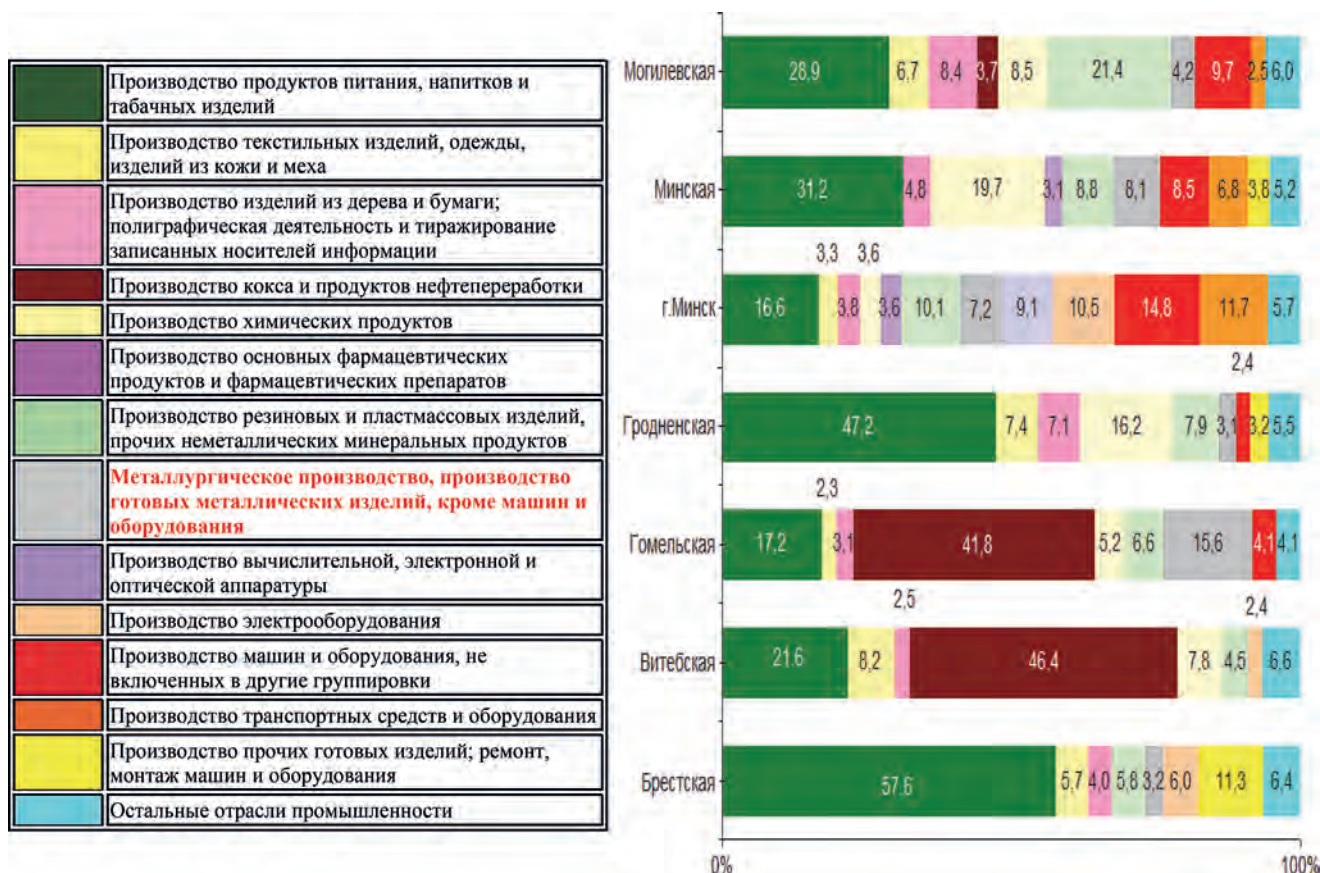 Производство продуктов питания, напитков и
табачных изделий
Производство текстильных изделий, одежды,
изделий из кожи и меха
Производство изделий из дерева и бумаги;
полиграфическая деятельность и тиражирование
записанных носителей информации
Производство кокса и продуктов нефтепереработки
Производство химических продуктов
Производство основных фармацевтических
продуктов и фармацевтических препаратов
Производство резиновых и пластмассовых изделий,
прочих неметаллических минеральных продуктов
Металлургическое производство, производство
готовых металлических изделий, кроме машин и
оборудования
Производство вычислительной, электронной и
оптической аппаратуры
Производство электрооборудования
Производство машин и оборудования, не
включенных в другие группировки
Производство транспортных средств и оборудования
Производство прочих готовых изделий; ремонт,
монтаж машин и оборудования
Остальные отрасли промышленности
Могилевская 28,9 6,7 8,4 3,7 8,5 21,4 4,2 9,7 2,5 6,0
Минская 31,2 4,8 19,7 3,1 8,8 8,1 8,5 6,8 3,8 5,2
3,3 3,6
г.Минск 16,6 3,8 3,6 10,1 7,2 9,1 10,5 14,8 11,7 5,7
2,4
Гродненская 47,2 7,4 7,1 16,2 7,9 3,1 3,2 5,5
2,3
Гомельская 17,2 3,1 41,8 5,2 6,6 15,6 4,1 4,1
2,5 2,4
Витебская 21,6 8,2 46,4 7,8 4,5 6,6
Брестская 57,6 5,7 4,0 5,8 3,2 6,0 11,3 6,4
0% 100%